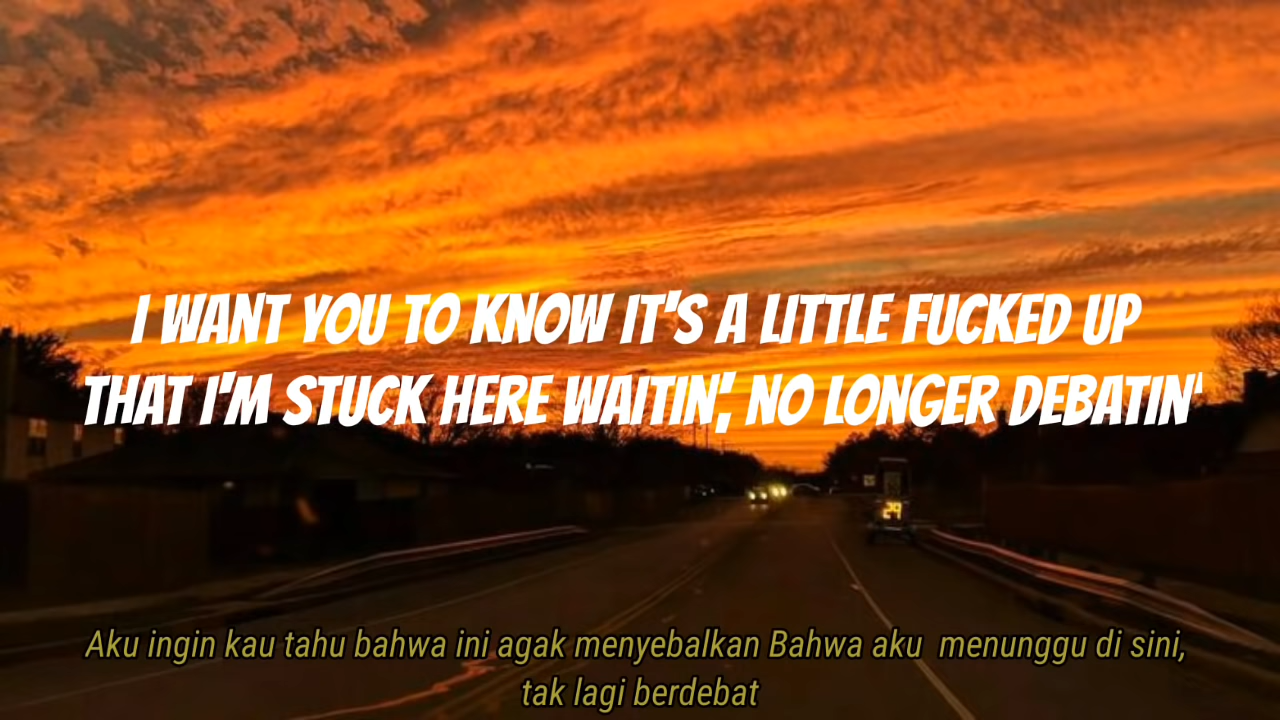 I WANT YOU TO KNOW IT'S A LITTLE FUCKED UP
THAT I'M STUCK HERE WAITIN', NO LONGER DEBATIN'
29
Aku ingin kau tahu bahwa ini agak menyebalkan Bahwa aku menunggu di sini,
tak lagi berdebat